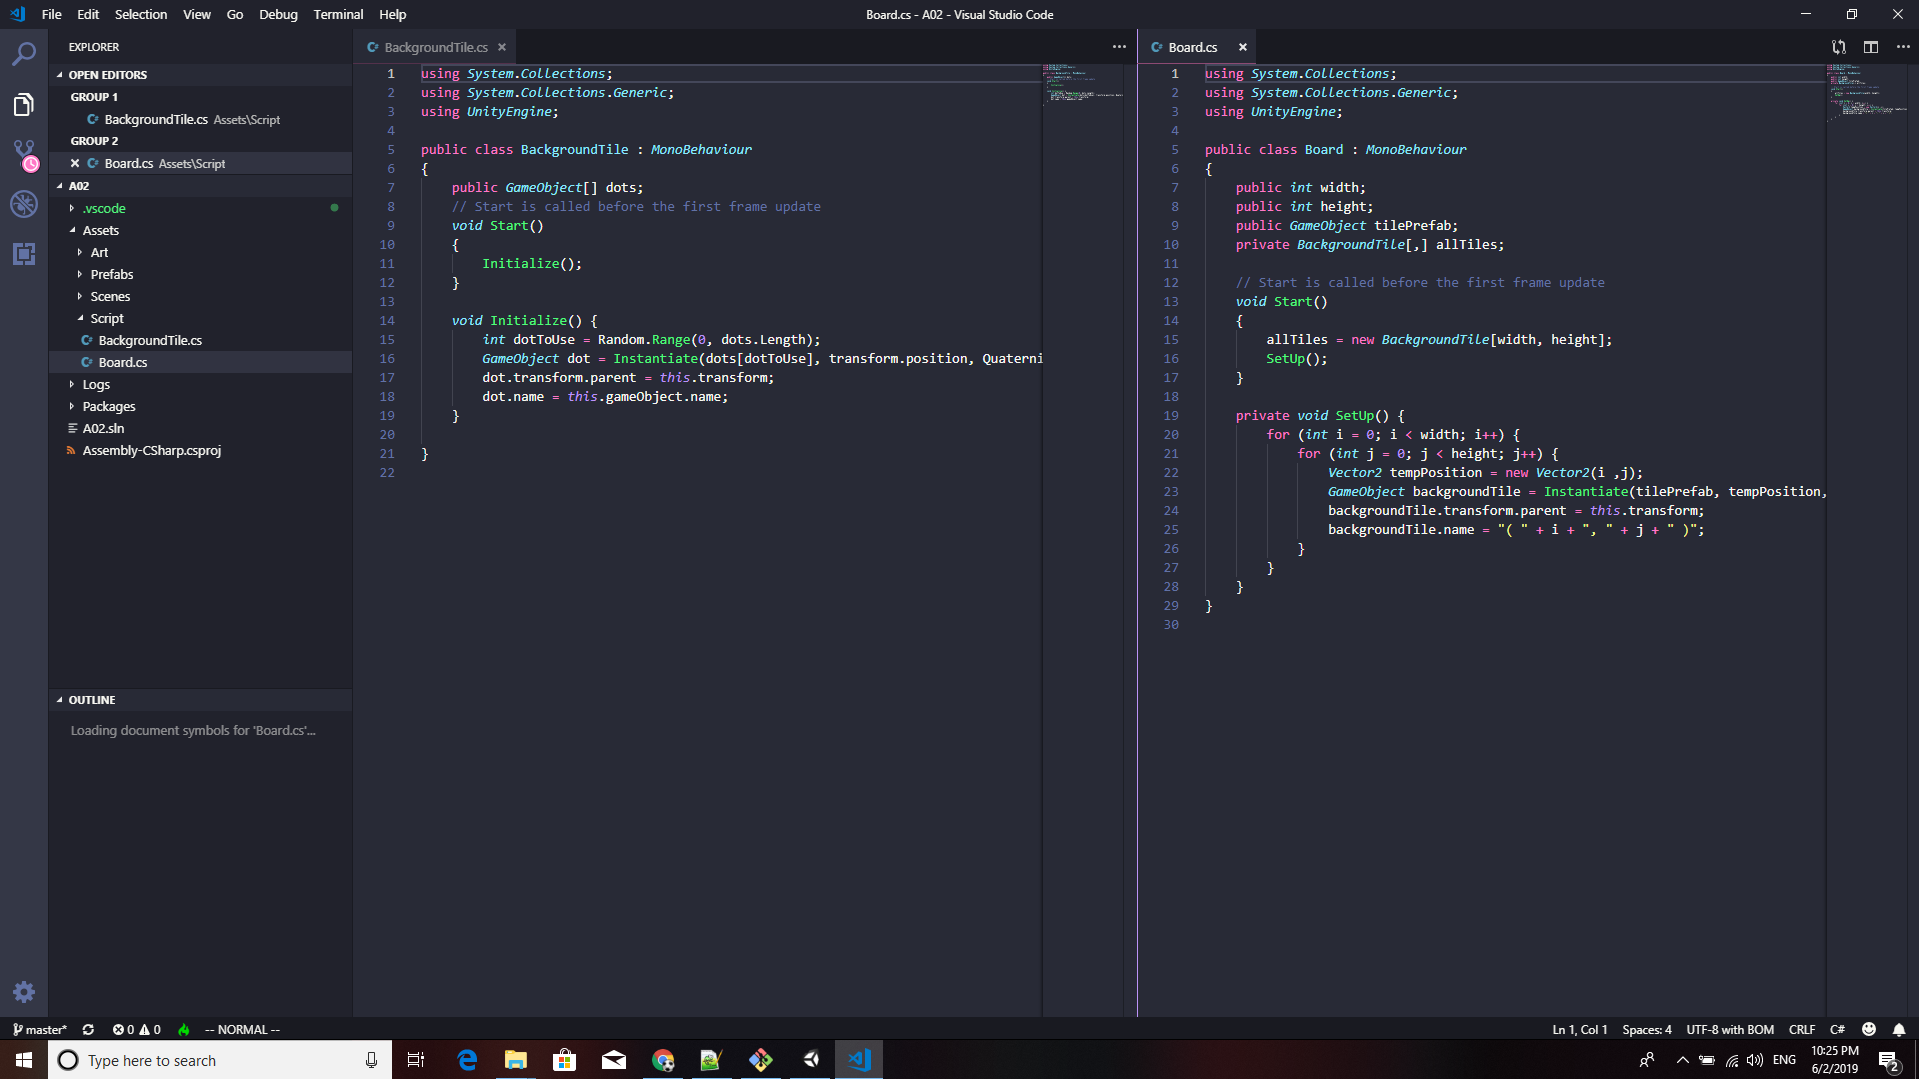 File Edit Selection View Go Debug Terminal Help
Board.cs - A02 - Visual Studio Code
EXPLORER
OPEN EDITORS
GROUP 1
BackgroundTile.cs Assets\Script
GROUP 2
Board.cs Assets\Script
A02
.vscode
Assets
Art
Prefabs
Scenes
Script
BackgroundTile.cs
Board.cs
Logs
Packages
A02.sln
Assembly-CSharp.csproj
OUTLINE
Loading document symbols for 'Board.cs'...
BackgroundTile.cs
1 using System.Collections;
2 using System.Collections.Generic;
3 using UnityEngine;
4
5 public class BackgroundTile : MonoBehaviour
6 {
7 public GameObject[] dots;
8 // Start is called before the first frame update
9 void Start()
10 {
11 Initialize();
12 }
13
14 void Initialize() {
15 int dotToUse = Random.Range(0, dots.Length);
16 GameObject dot = Instantiate(dots[dotToUse], transform.position, Quaterni
17 dot.transform.parent = this.transform;
18 dot.name = this.gameObject.name;
19 }
20
21 }
22
Board.cs
1 using System.Collections;
2 using System.Collections.Generic;
3 using UnityEngine;
4
5 public class Board : MonoBehaviour
6 {
7 public int width;
8 public int height;
9 public GameObject tilePrefab;
10 private BackgroundTile[,] allTiles;
11
12 // Start is called before the first frame update
13 void Start()
14 {
15 allTiles = new BackgroundTile[width, height];
16 SetUp();
17 }
18
19 private void SetUp() {
20 for (int i = 0; i < width; i++) {
21 for (int j = 0; j < height; j++) {
22 Vector2 tempPosition = new Vector2(i ,j);
23 GameObject backgroundTile = Instantiate(tilePrefab, tempPosition,
24 backgroundTile.transform.parent = this.transform;
25 backgroundTile.name = "( " + i + ", " + j + " )";
26 }
27 }
28 }
29 }
30
master* 0 0 -- NORMAL --
Ln 1, Col 1 Spaces: 4 UTF-8 with BOM CRLF C#
Type here to search
ENG
10:25 PM
6/2/2019
2